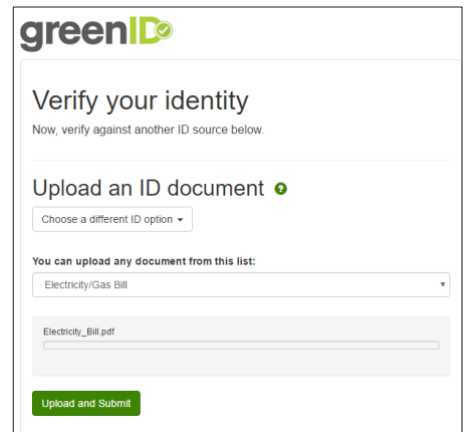 greenID
Verify your identity
Now, verify against another ID source below.
Upload an ID document
Choose a different ID option
You can upload any document from this list:
Electricity/Gas Bill
Electricity_Bill.pdf
Upload and Submit